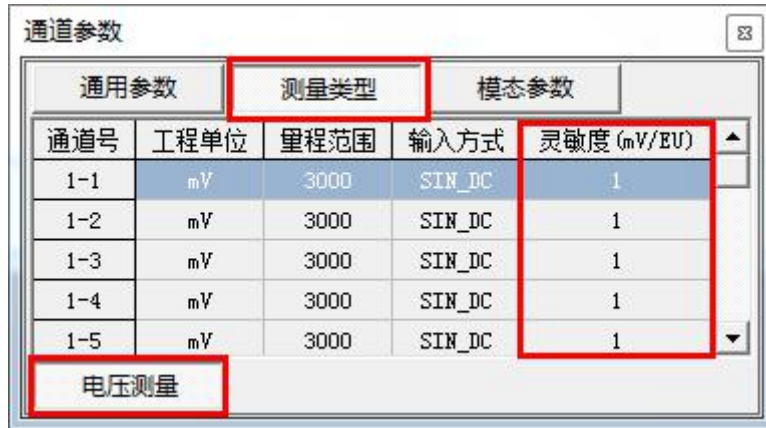 通道参数
通用参数 测量类型 模态参数
通道号 工程单位 量程范围 输入方式 灵敏度(mV/EU)
1-1 mV 3000 SIN_DC 1
1-2 mV 3000 SIN_DC 1
1-3 mV 3000 SIN_DC 1
1-4 mV 3000 SIN_DC 1
1-5 mV 3000 SIN_DC 1
电压测量